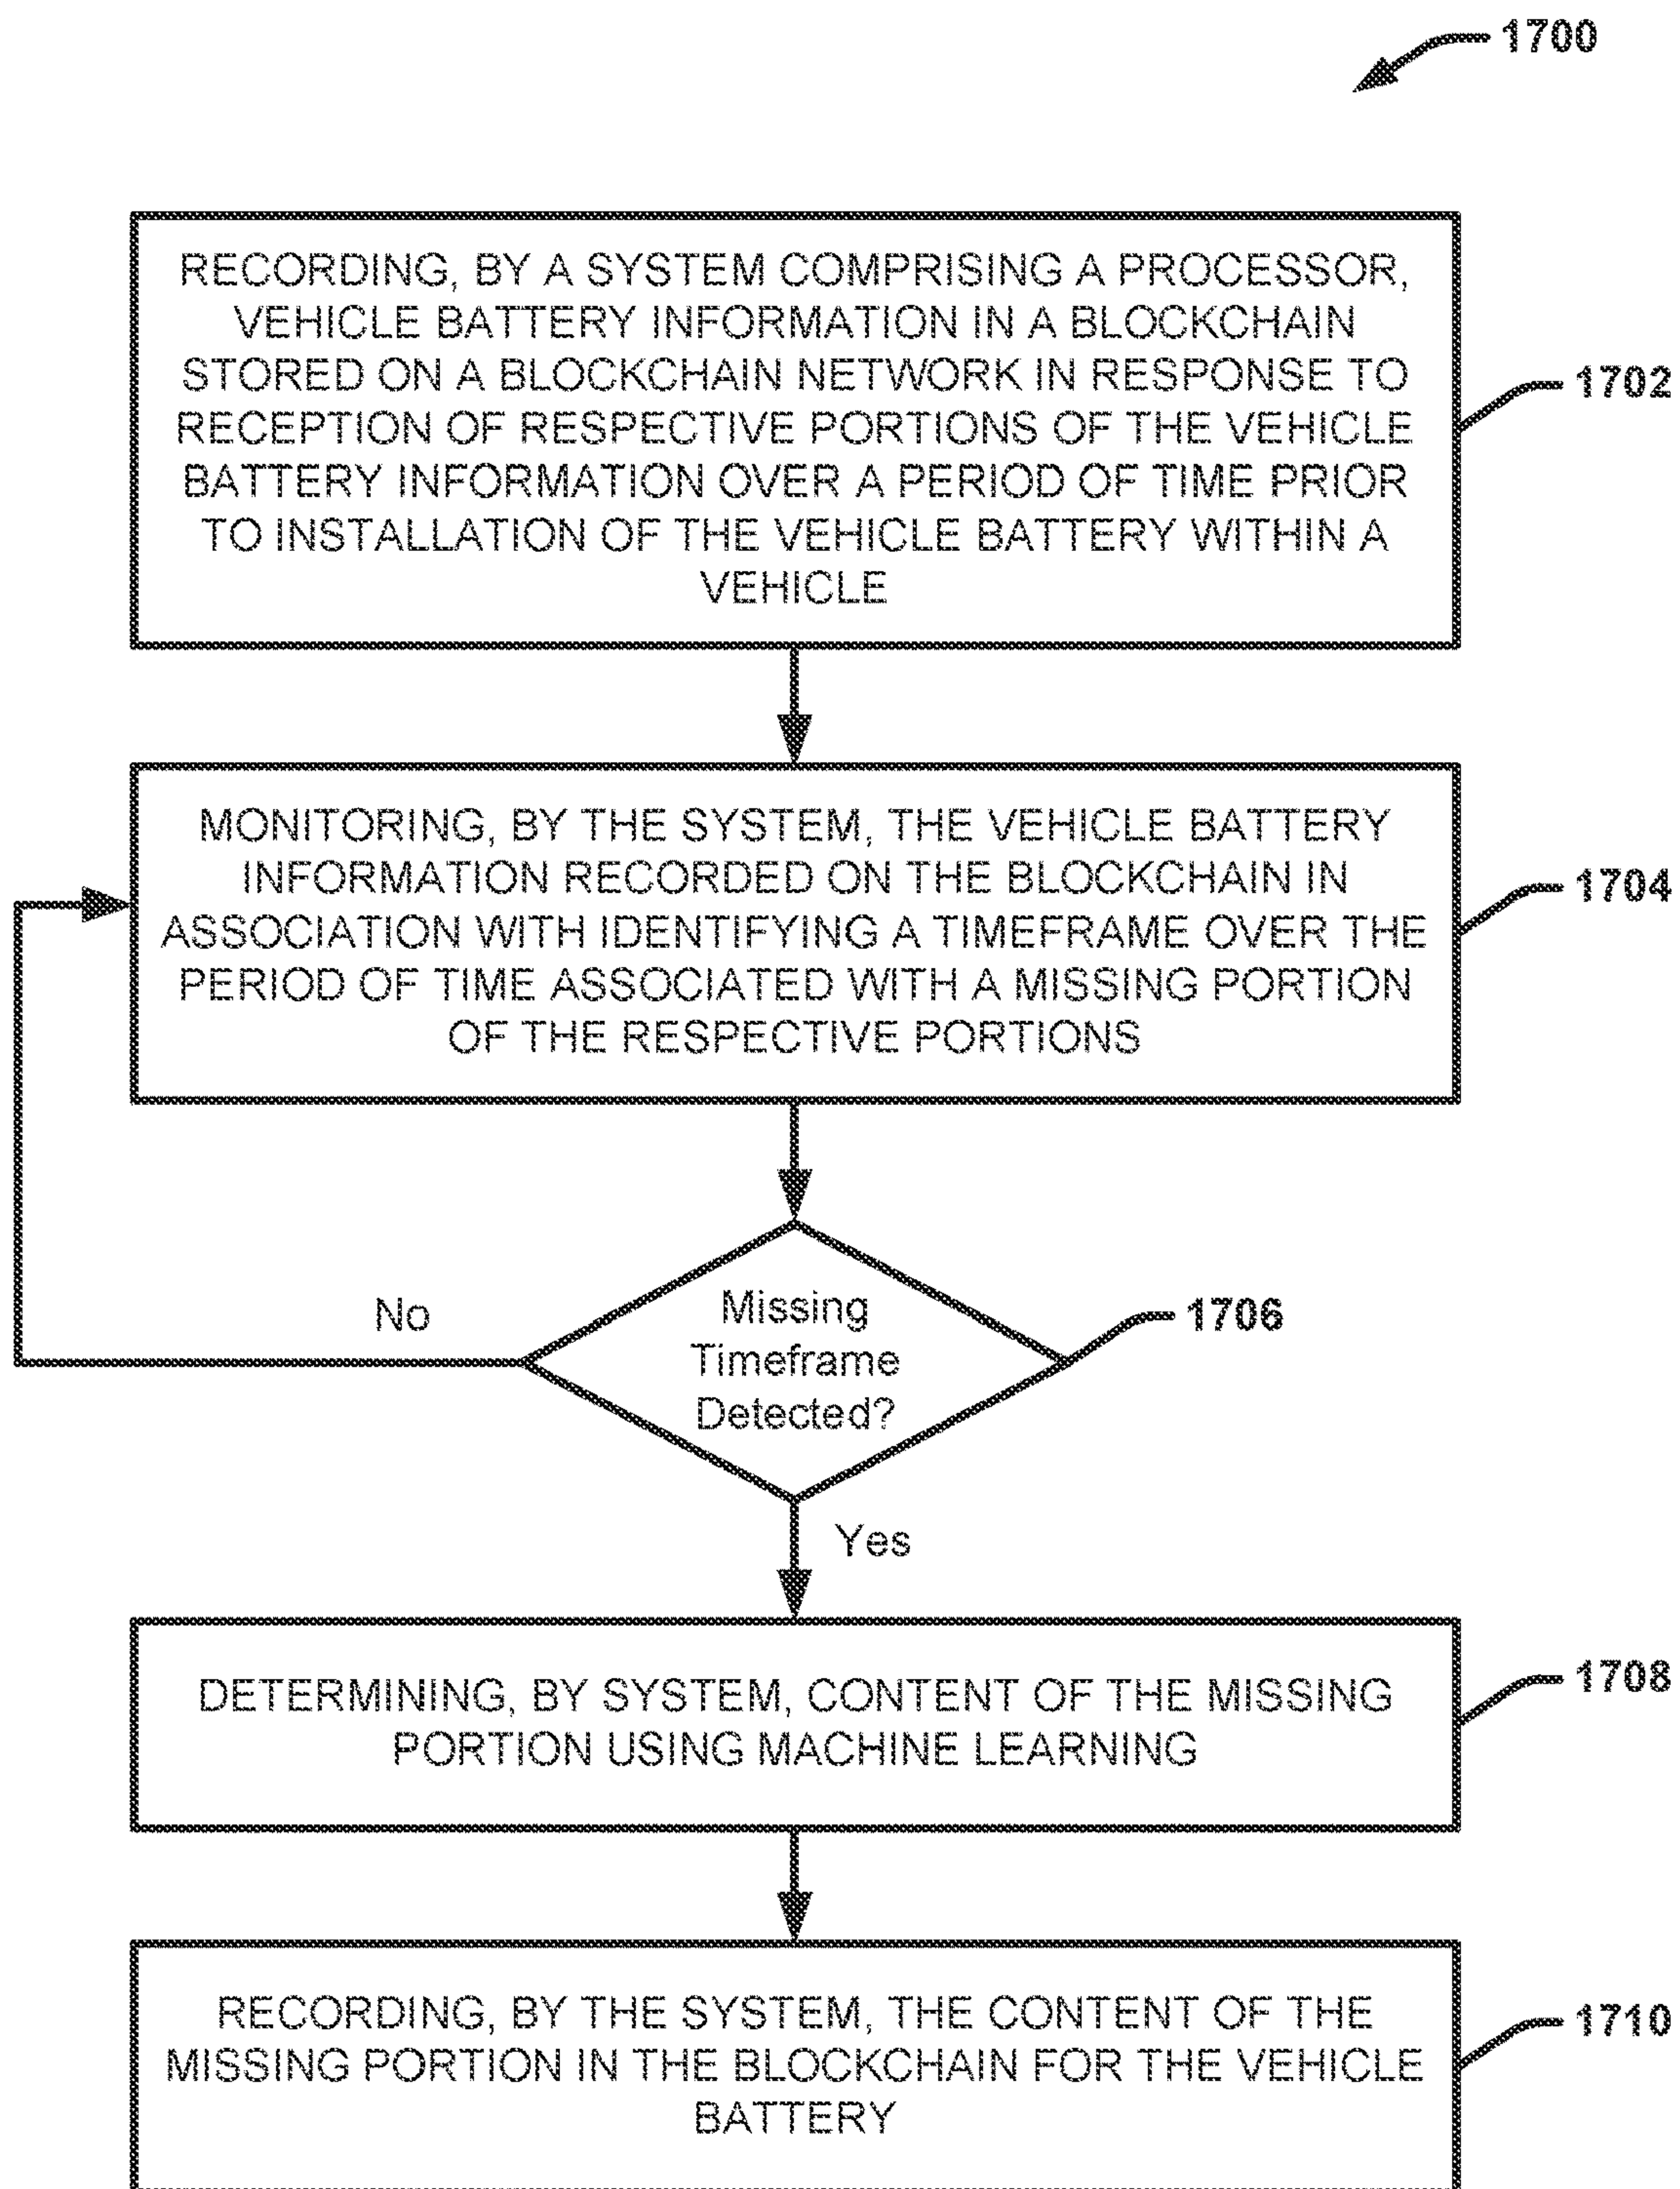 1700
RECORDING, BY A SYSTEM COMPRISING A PROCESSOR,
VEHICLE BATTERY INFORMATION IN A BLOCKCHAIN
STORED ON A BLOCKCHAIN NETWORK IN RESPONSE TO
RECEPTION OF RESPECTIVE PORTIONS OF THE VEHICLE
BATTERY INFORMATION OVER A PERIOD OF TIME PRIOR
TO INSTALLATION OF THE VEHICLE BATTERY WITHIN A
VEHICLE
1702
MONITORING, BY THE SYSTEM, THE VEHICLE BATTERY
INFORMATION RECORDED ON THE BLOCKCHAIN IN
ASSOCIATION WITH IDENTIFYING A TIMEFRAME OVER THE
PERIOD OF TIME ASSOCIATED WITH A MISSING PORTION
OF THE RESPECTIVE PORTIONS
1704
No
Missing
Timeframe
Detected?
1706
Yes
DETERMINING, BY SYSTEM, CONTENT OF THE MISSING
PORTION USING MACHINE LEARNING
1708
RECORDING, BY THE SYSTEM, THE CONTENT OF THE
MISSING PORTION IN THE BLOCKCHAIN FOR THE VEHICLE
BATTERY
1710